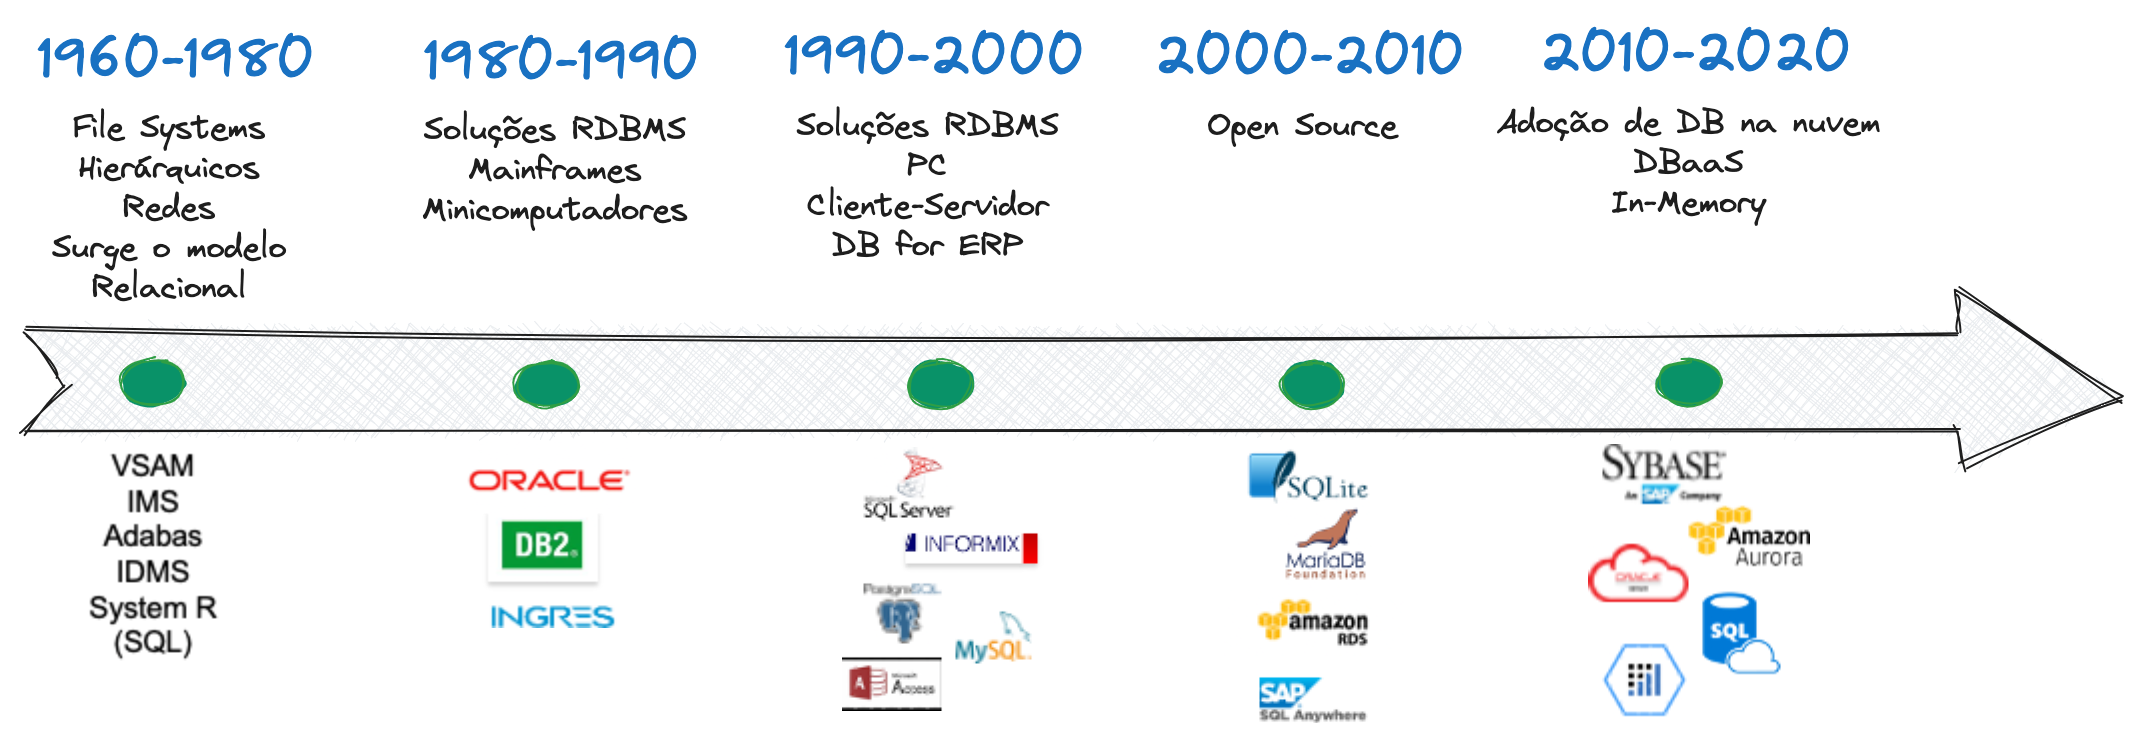 1960-1980
File Systems
Hierárquicos
Redes
Surge o modelo
Relacional
1980-1990
Soluções RDBMS
Mainframes
Minicomputadores
1990-2000
Soluções RDBMS
PC
Cliente-Servidor
DB for ERP
2000-2010
Open Source
2010-2020
Adoção de DB na nuvem
DBaaS
In-Memory
VSAM
IMS
Adabas
IDMS
System R
(SQL)
ORACLE
DB2
INGRES
Microsoft
SQL Server
INFORMIX
PostgreSQL
MySQL
Microsoft
Access
SQLite
MariaDB
Foundation
amazon
RDS
SAP
SQL Anywhere
SYBASE
An SAP Company
Amazon
Aurora
ORACLE
SQL